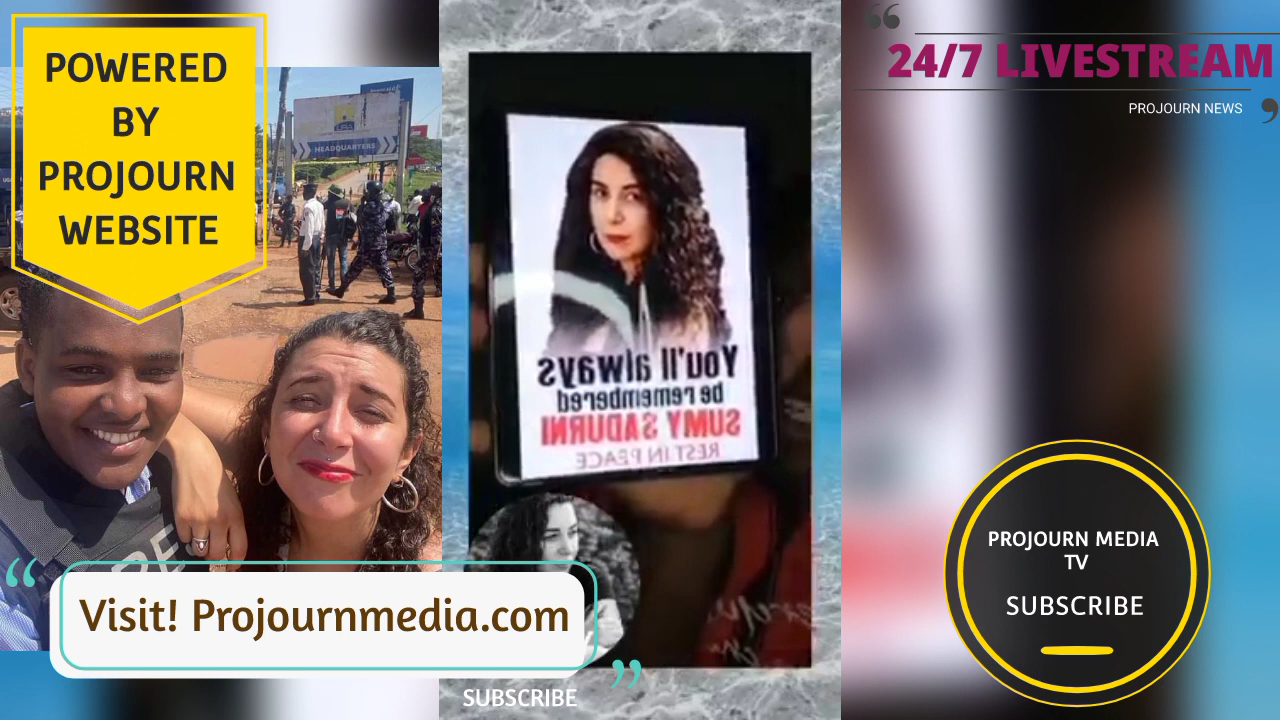 POWERED
BY
PROJOURN
WEBSITE
HEADQUARTERS
24/7 LIVESTREAM
PROJOURN NEWS
You'll always
be remembered
SUMY SADURNI
REST IN PEACE
Visit! Projournmedia.com
SUBSCRIBE
PROJOURN MEDIA
TV
SUBSCRIBE